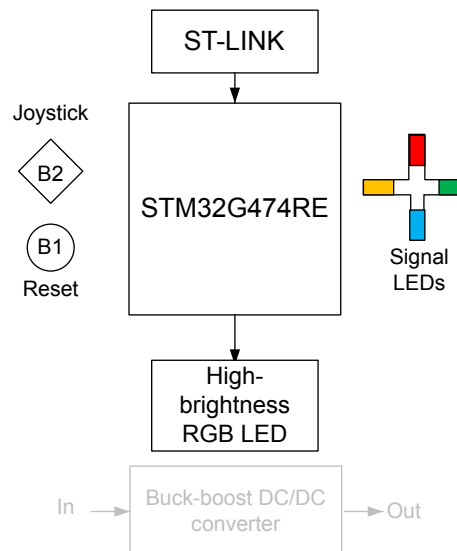 ST-LINK
Joystick
B2
B1
Reset
STM32G474RE
Signal
LEDs
High-
brightness
RGB LED
In
Buck-boost DC/DC
converter
Out